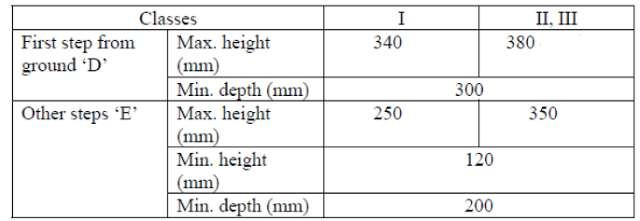 Classes I II, III
First step from Max. height 340 380
ground ‘D’ (mm)
Min. depth (mm) 300
Other steps ‘E’ Max. height 250 350
(mm)
Min. height 120
(mm)
Min. depth (mm) 200